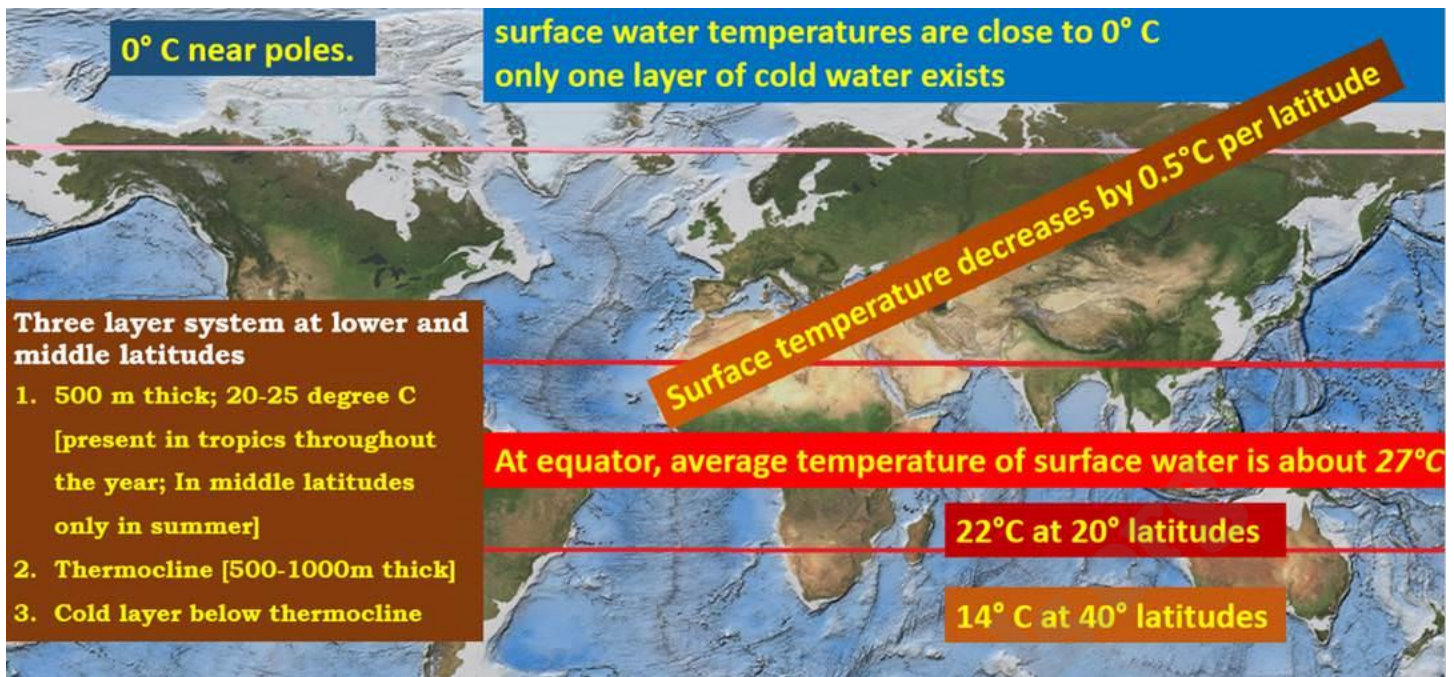 0° C near poles.
surface water temperatures are close to 0° C
only one layer of cold water exists
Surface temperature decreases by 0.5°C per latitude
Three layer system at lower and
middle latitudes
1. 500 m thick; 20-25 degree C
[present in tropics throughout
the year; In middle latitudes
only in summer]
2. Thermocline [500-1000m thick]
3. Cold layer below thermocline
At equator, average temperature of surface water is about 27°C
22°C at 20° latitudes
14° C at 40° latitudes